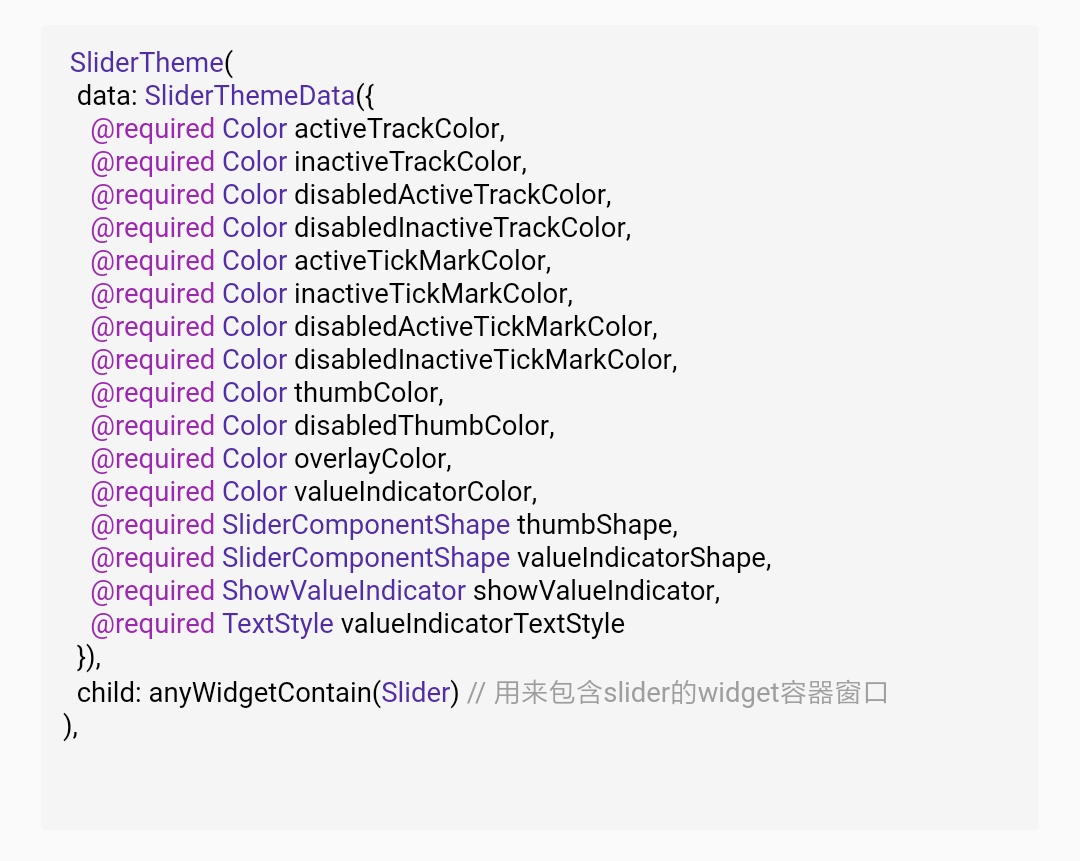 SliderTheme(
data: SliderThemeData({
@required Color activeTrackColor,
@required Color inactiveTrackColor,
@required Color disabledActiveTrackColor,
@required Color disabledInactiveTrackColor,
@required Color activeTickMarkColor,
@required Color inactiveTickMarkColor,
@required Color disabledActiveTickMarkColor,
@required Color disabledInactiveTickMarkColor,
@required Color thumbColor,
@required Color disabledThumbColor,
@required Color overlayColor,
@required Color valueIndicatorColor,
@required SliderComponentShape thumbShape,
@required SliderComponentShape valueIndicatorShape,
@required ShowValueIndicator showValueIndicator,
@required TextStyle valueIndicatorTextStyle
}),
child: anyWidgetContain(Slider) // 用来包含slider的widget容器窗口
),